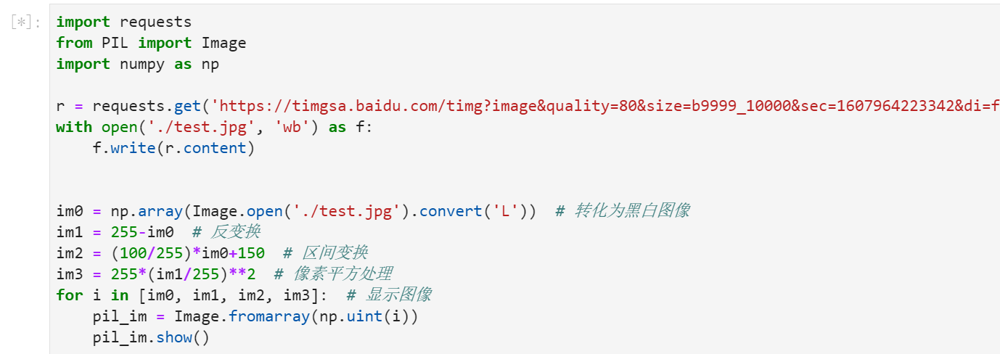 [*]:
import requests
from PIL import Image
import numpy as np
r = requests.get('https://timgsa.baidu.com/timg?image&quality=80&size=b9999_10000&sec=1607964223342&di=f
with open('./test.jpg', 'wb') as f:
    f.write(r.content)
im0 = np.array(Image.open('./test.jpg').convert('L'))  # 转化为黑白图像
im1 = 255-im0  # 反变换
im2 = (100/255)*im0+150  # 区间变换
im3 = 255*(im1/255)**2  # 像素平方处理
for i in [im0, im1, im2, im3]:  # 显示图像
    pil_im = Image.fromarray(np.uint(i))
    pil_im.show()